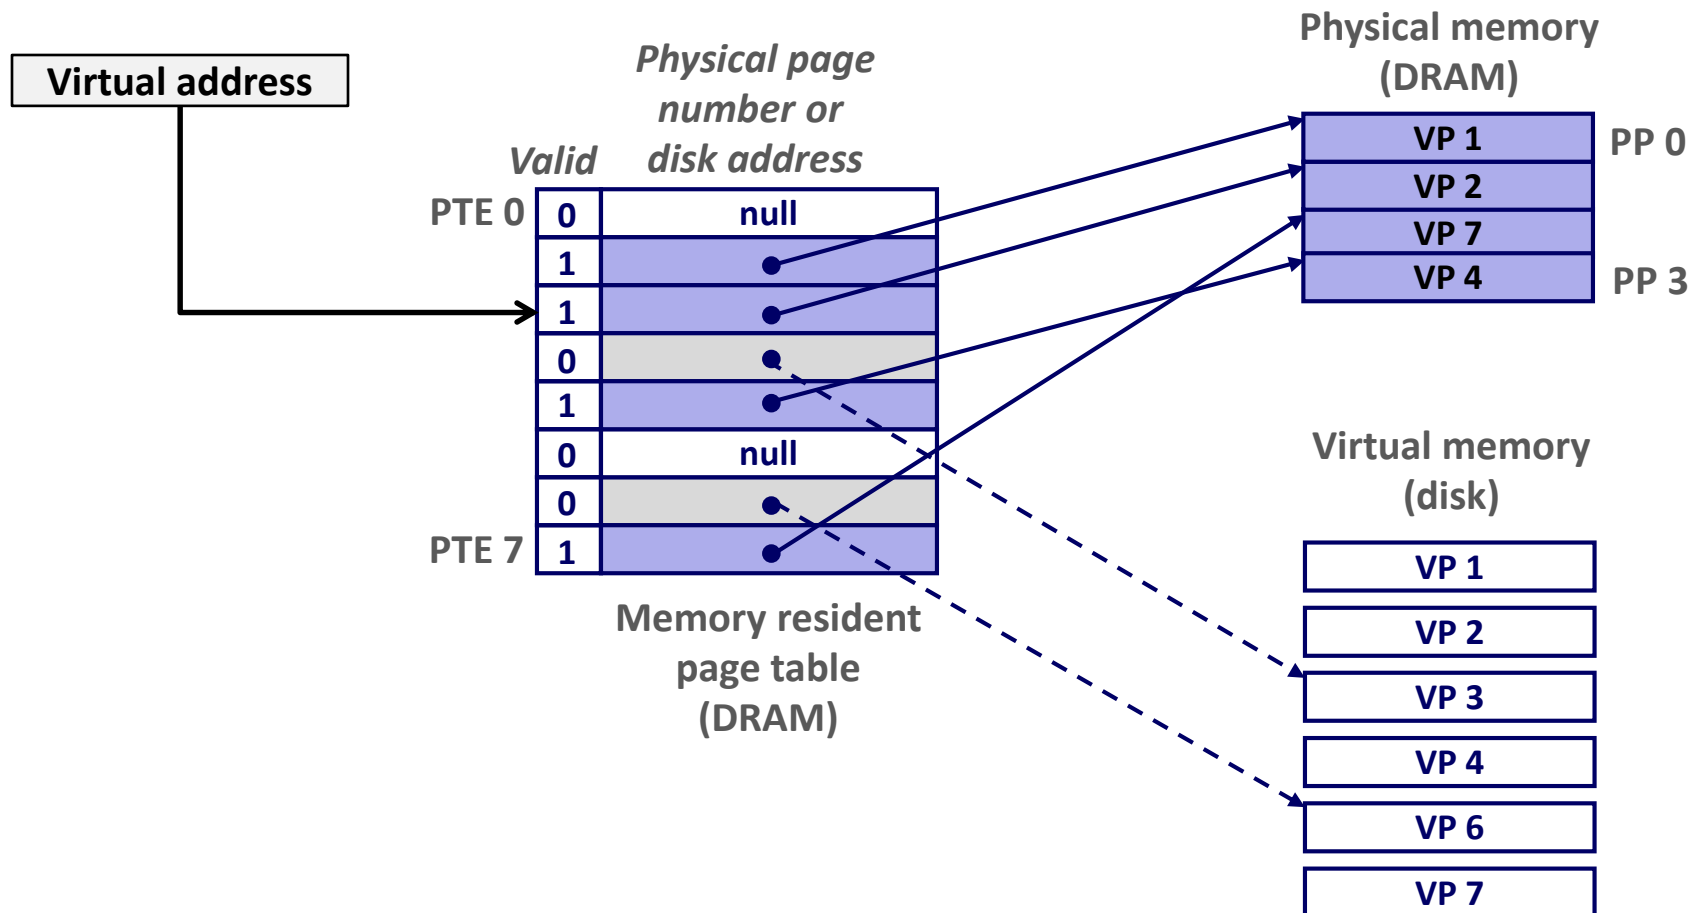 Virtual address
Physical page
number or
disk address
Valid
PTE 0
0
null
1
1
0
1
0
null
0
PTE 7
1
Memory resident
page table
(DRAM)
Physical memory
(DRAM)
VP 1
PP 0
VP 2
VP 7
VP 4
PP 3
Virtual memory
(disk)
VP 1
VP 2
VP 3
VP 4
VP 6
VP 7